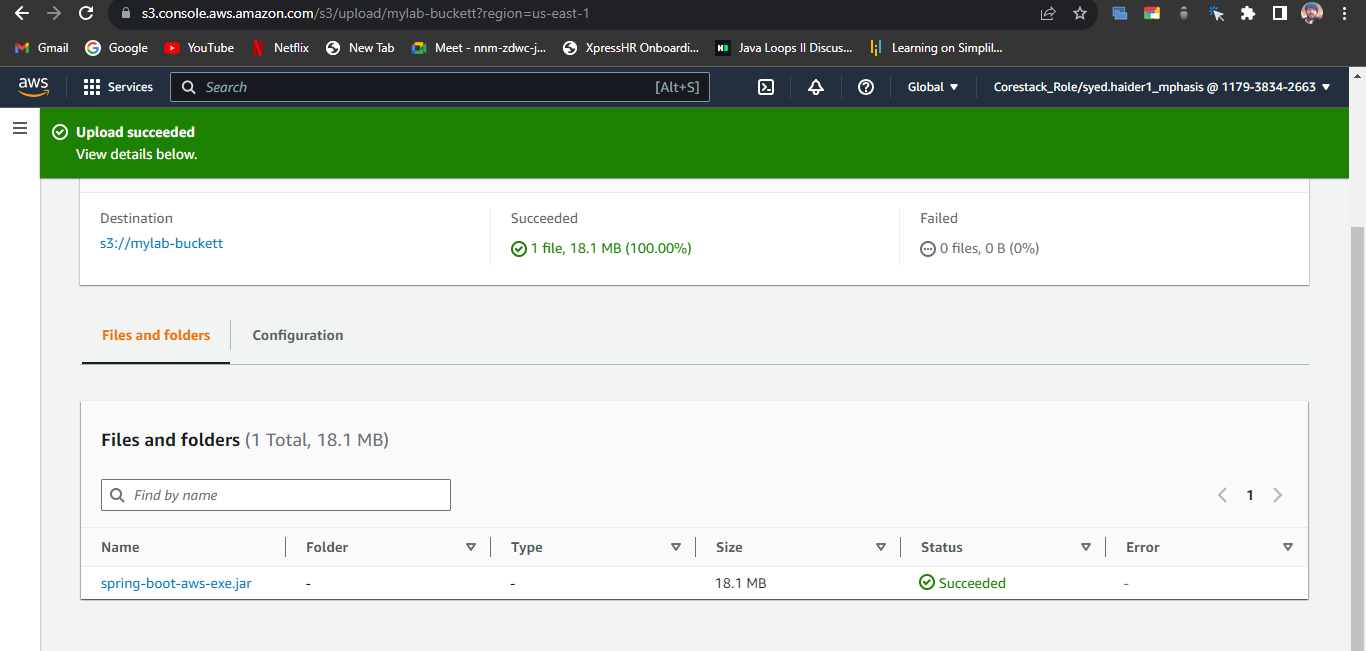 s3.console.aws.amazon.com/s3/upload/mylab-buckett?region=us-east-1
Gmail Google YouTube Netflix New Tab Meet - nnm-zdwc-j... XpressHR Onboardi... Java Loops II Discus... Learning on Simplil...
aws Services Search [Alt+S] Global Corestack_Role/syed.haider1_mphasis @ 1179-3834-2663
Upload succeeded
View details below.
Destination Succeeded Failed
s3://mylab-buckett 1 file, 18.1 MB (100.00%) 0 files, 0 B (0%)
Files and folders Configuration
Files and folders (1 Total, 18.1 MB)
Find by name 1
Name Folder Type Size Status Error
spring-boot-aws-exe.jar - - 18.1 MB Succeeded -